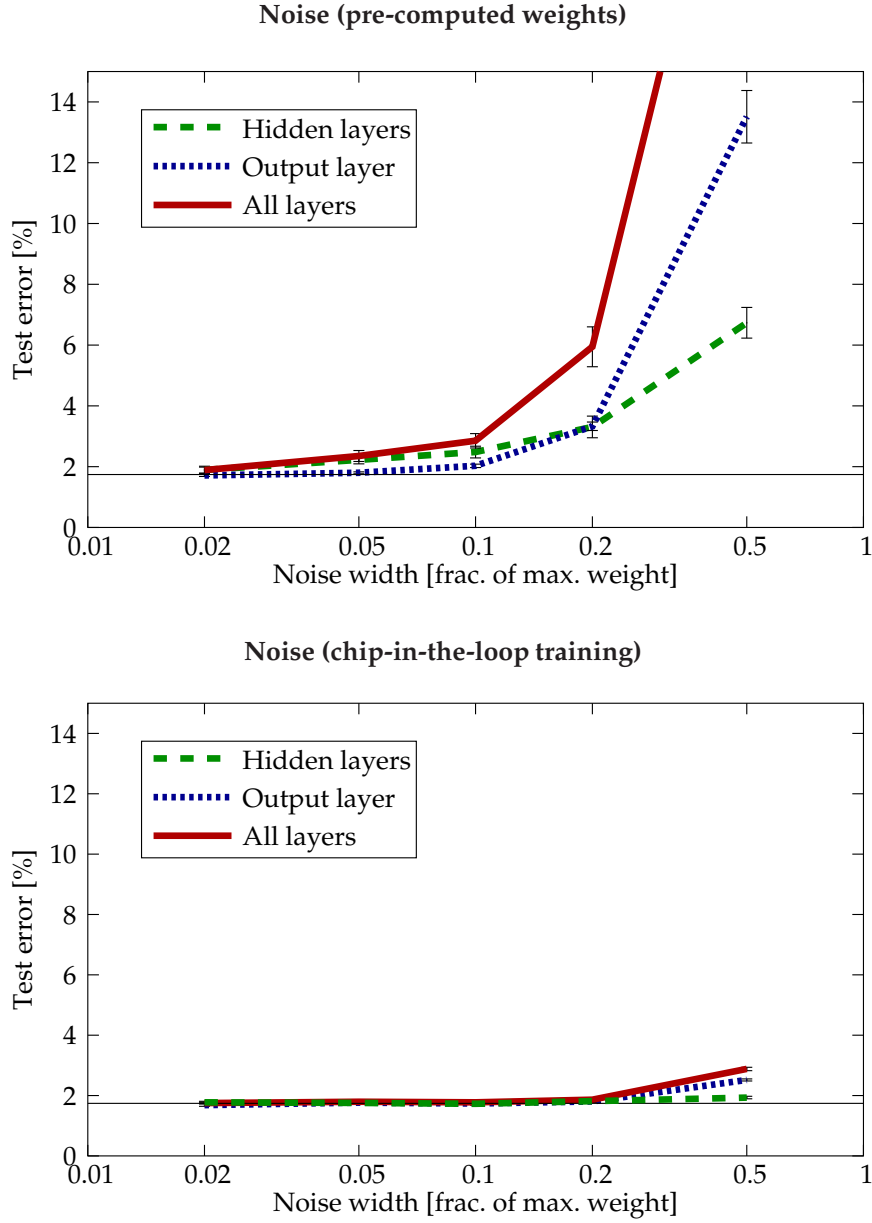 Noise (pre-computed weights)
14
12
10
8
6
4
2
0
Test error [%]
Hidden layers
Output layer
All layers
0.01 0.02 0.05 0.1 0.2 0.5 1
Noise width [frac. of max. weight]
Noise (chip-in-the-loop training)
14
12
10
8
6
4
2
0
Test error [%]
Hidden layers
Output layer
All layers
0.01 0.02 0.05 0.1 0.2 0.5 1
Noise width [frac. of max. weight]